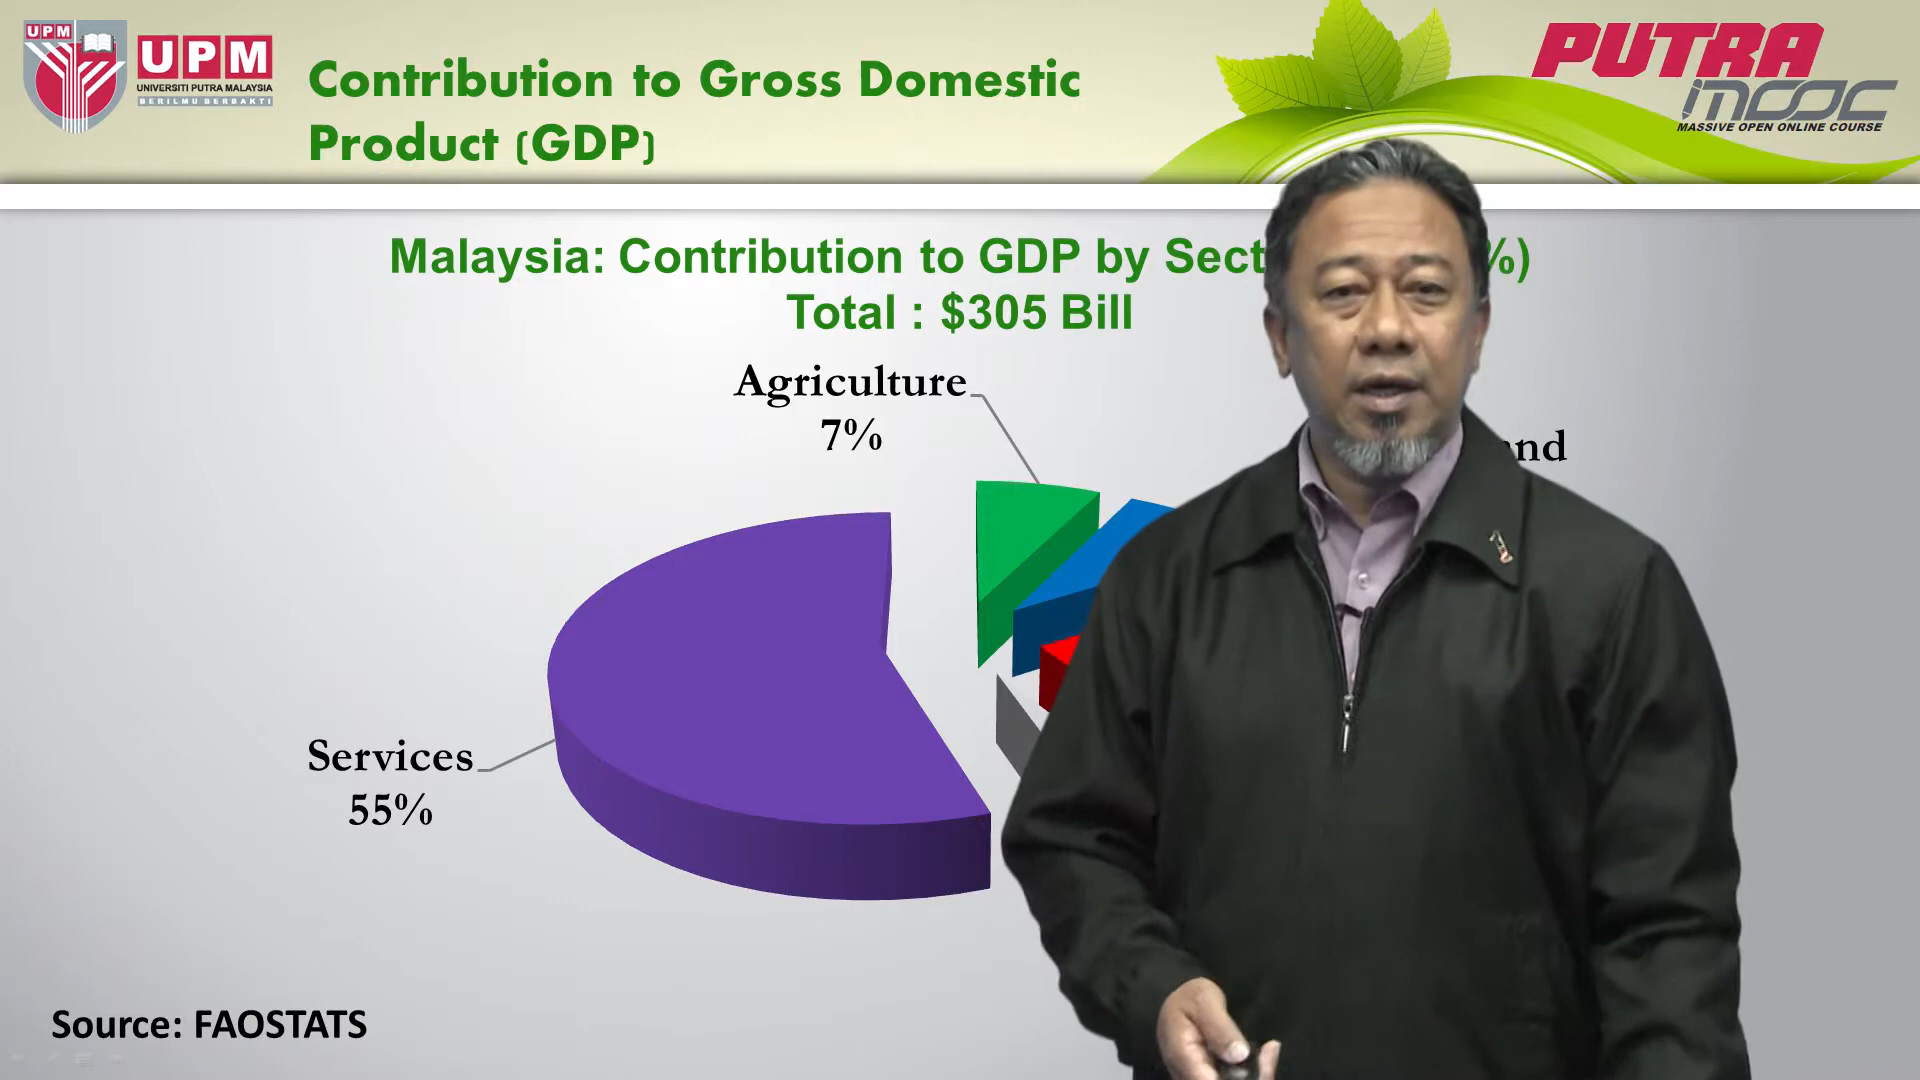 UPM
UPM
UNIVERSITI PUTRA MALAYSIA
BERILMU BERBAKTI
Contribution to Gross Domestic
Product (GDP)
PUTRA
mooc
MASSIVE OPEN ONLINE COURSE
Malaysia: Contribution to GDP by Sect %)
Total : $305 Bill
Agriculture
7%
nd
Services
55%
Source: FAOSTATS